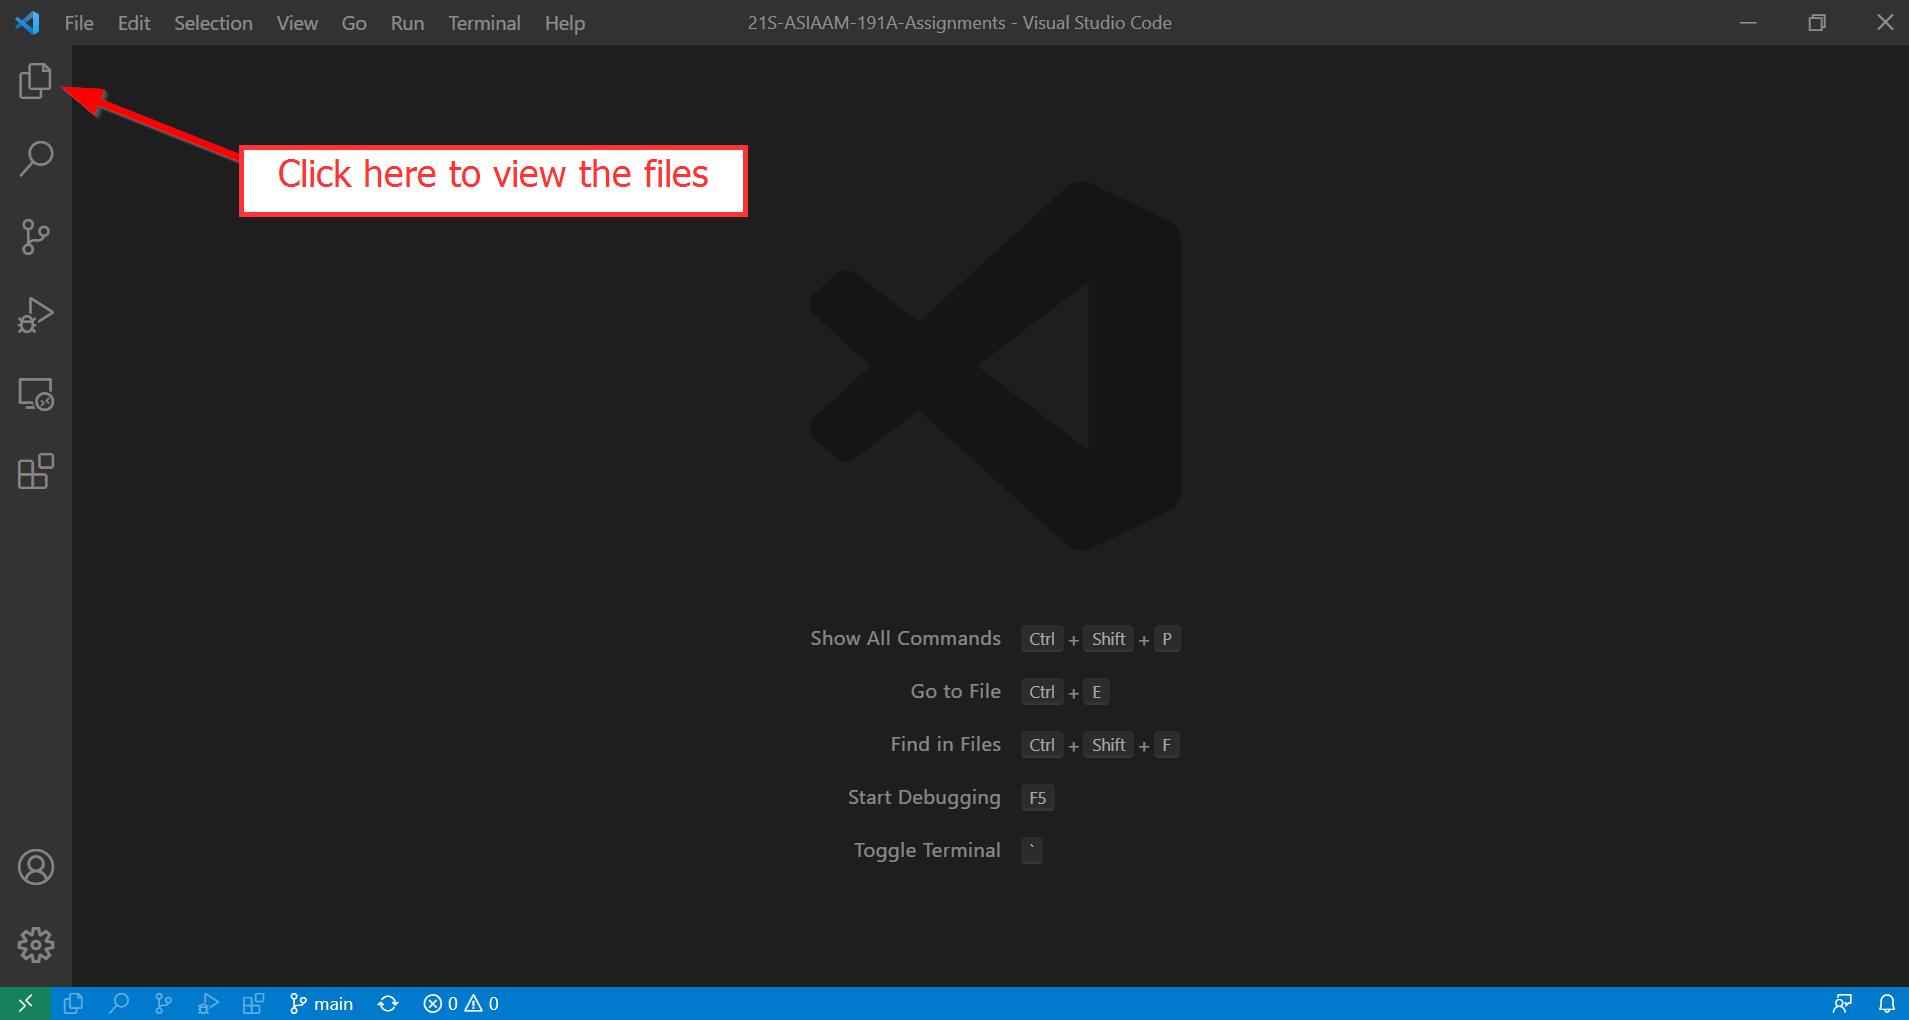 File Edit Selection View Go Run Terminal Help
21S-ASIAAM-191A-Assignments - Visual Studio Code
Click here to view the files
Show All Commands Ctrl + Shift + P
Go to File Ctrl + E
Find in Files Ctrl + Shift + F
Start Debugging F5
Toggle Terminal `
main 0 0